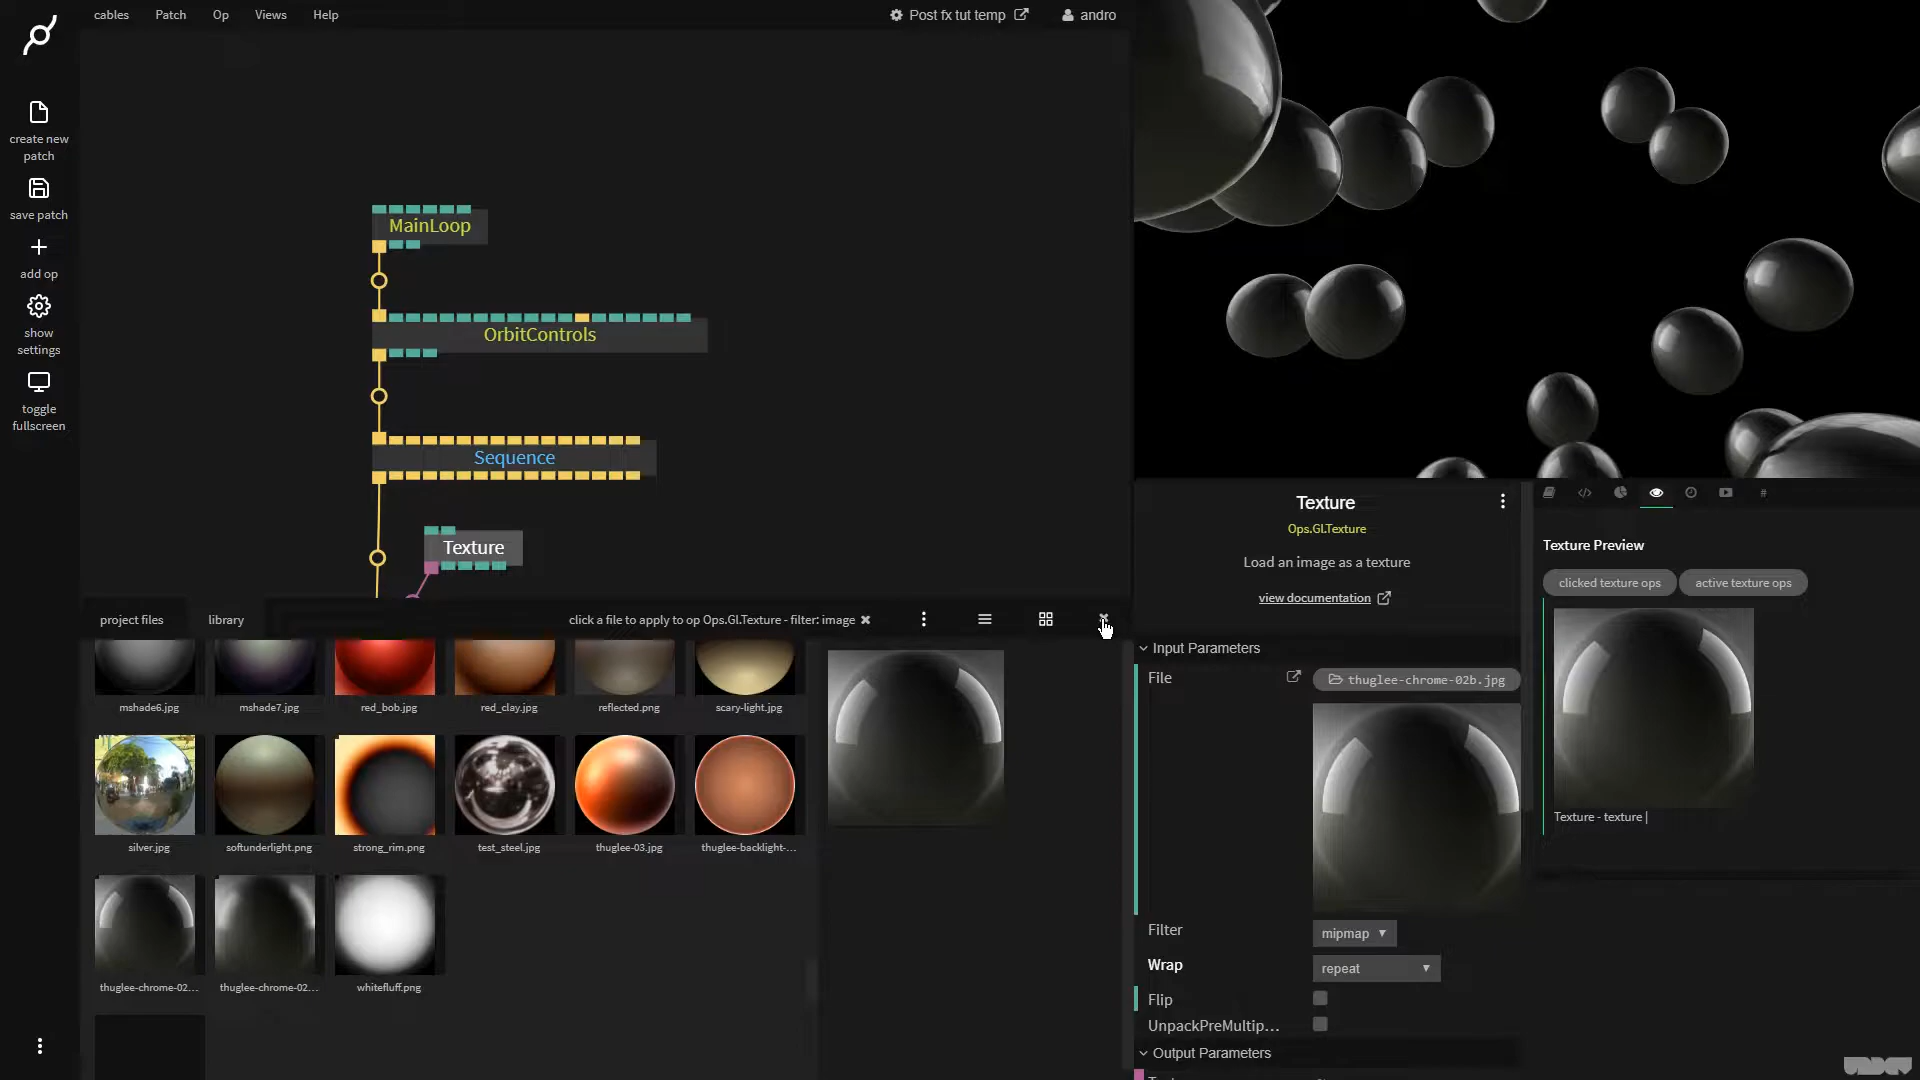 cables Patch Op Views Help
Post fx tut temp
andro
create new
patch
save patch
add op
show
settings
toggle
fullscreen
MainLoop
OrbitControls
Sequence
Texture
project files library
click a file to apply to op Ops.Gl.Texture - filter: image
mshade6.jpg mshade7.jpg red_bob.jpg red_clay.jpg reflected.png scary-light.jpg
silver.jpg softunderlight.png strong_rim.png test_steel.jpg thuglee-03.jpg thuglee-backlight-...
thuglee-chrome-02... thuglee-chrome-02... whitefluff.png
Texture
Ops.Gl.Texture
Load an image as a texture
view documentation
Input Parameters
File
thuglee-chrome-02b.jpg
Filter
mipmap
Wrap
repeat
Flip
UnpackPreMultip...
Output Parameters
#
Texture Preview
clicked texture ops active texture ops
Texture - texture |